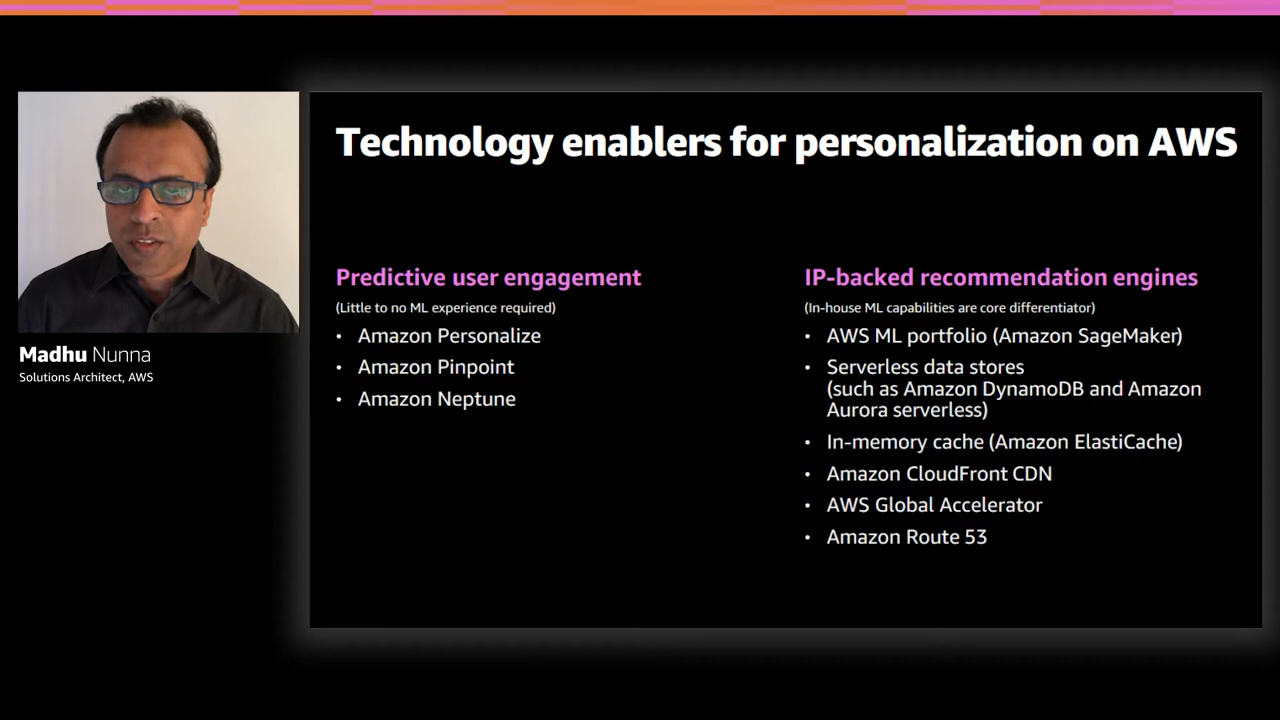 Technology enablers for personalization on AWS
Madhu Nunna
Solutions Architect, AWS
Predictive user engagement
(Little to no ML experience required)
• Amazon Personalize
• Amazon Pinpoint
• Amazon Neptune
IP-backed recommendation engines
(In-house ML capabilities are core differentiator)
• AWS ML portfolio (Amazon SageMaker)
• Serverless data stores
(such as Amazon DynamoDB and Amazon
Aurora serverless)
• In-memory cache (Amazon ElastiCache)
• Amazon CloudFront CDN
• AWS Global Accelerator
• Amazon Route 53